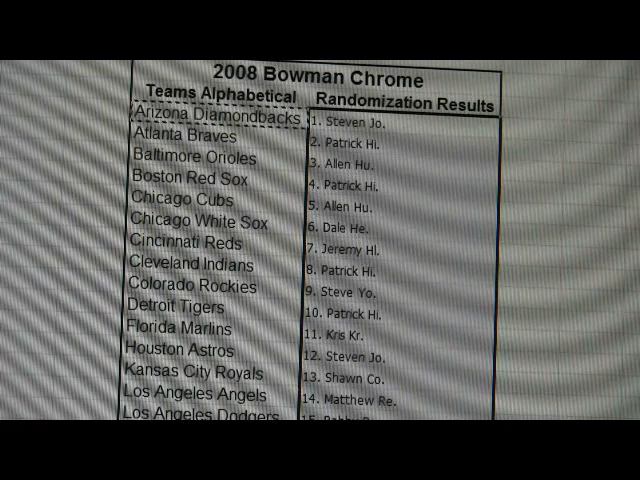 2008 Bowman Chrome
Teams Alphabetical Randomization Results
Arizona Diamondbacks 1. Steven Jo.
Atlanta Braves 2. Patrick Hi.
Baltimore Orioles 3. Allen Hu.
Boston Red Sox 4. Patrick Hi.
Chicago Cubs 5. Allen Hu.
Chicago White Sox 6. Dale He.
Cincinnati Reds 7. Jeremy Hl.
Cleveland Indians 8. Patrick Hi.
Colorado Rockies 9. Steve Yo.
Detroit Tigers 10. Patrick Hi.
Florida Marlins 11. Kris Kr.
Houston Astros 12. Steven Jo.
Kansas City Royals 13. Shawn Co.
Los Angeles Angels 14. Matthew Re.
Los Angeles Dodgers 15.